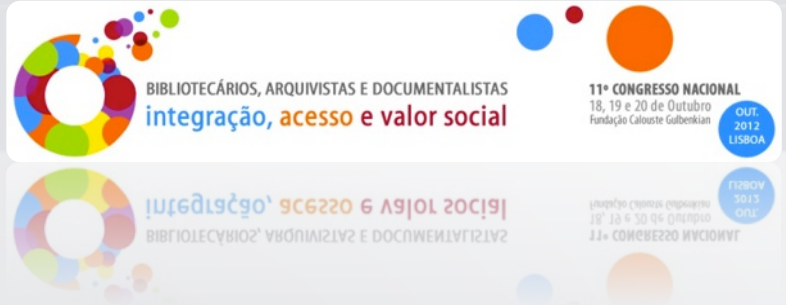 BIBLIOTECÁRIOS, ARQUIVISTAS E DOCUMENTALISTAS
integração, acesso e valor social
11º CONGRESSO NACIONAL
18, 19 e 20 de Outubro
Fundação Calouste Gulbenkian
OUT.
2012
LISBOA